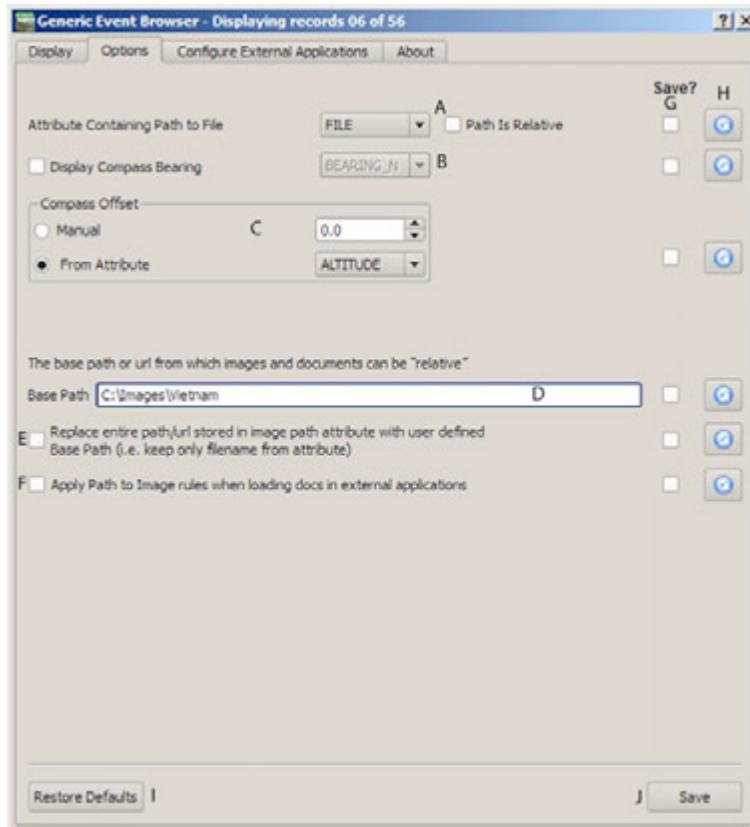 Generic Event Browser - Displaying records 06 of 56
Display Options Configure External Applications About
Save? H
A G
Attribute Containing Path to File FILE Path Is Relative
Display Compass Bearing BEARING_N B
Compass Offset
Manual C 0.0
From Attribute ALTITUDE
The base path or url from which images and documents can be "relative"
Base Path C:\Images\Vietnam D
E Replace entire path/url stored in image path attribute with user defined
Base Path (i.e. keep only filename from attribute)
F Apply Path to Image rules when loading docs in external applications
Restore Defaults I J Save